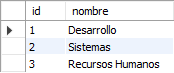 id nombre
1 Desarrollo
2 Sistemas
3 Recursos Humanos